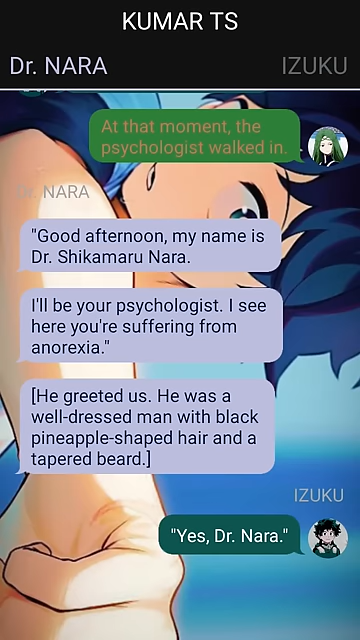 KUMAR TS
Dr. NARA
IZUKU
At that moment, the
psychologist walked in.
Dr. NARA
"Good afternoon, my name is
Dr. Shikamaru Nara.
I'll be your psychologist. I see
here you're suffering from
anorexia."
[He greeted us. He was a
well-dressed man with black
pineapple-shaped hair and a
tapered beard.]
IZUKU
"Yes, Dr. Nara."